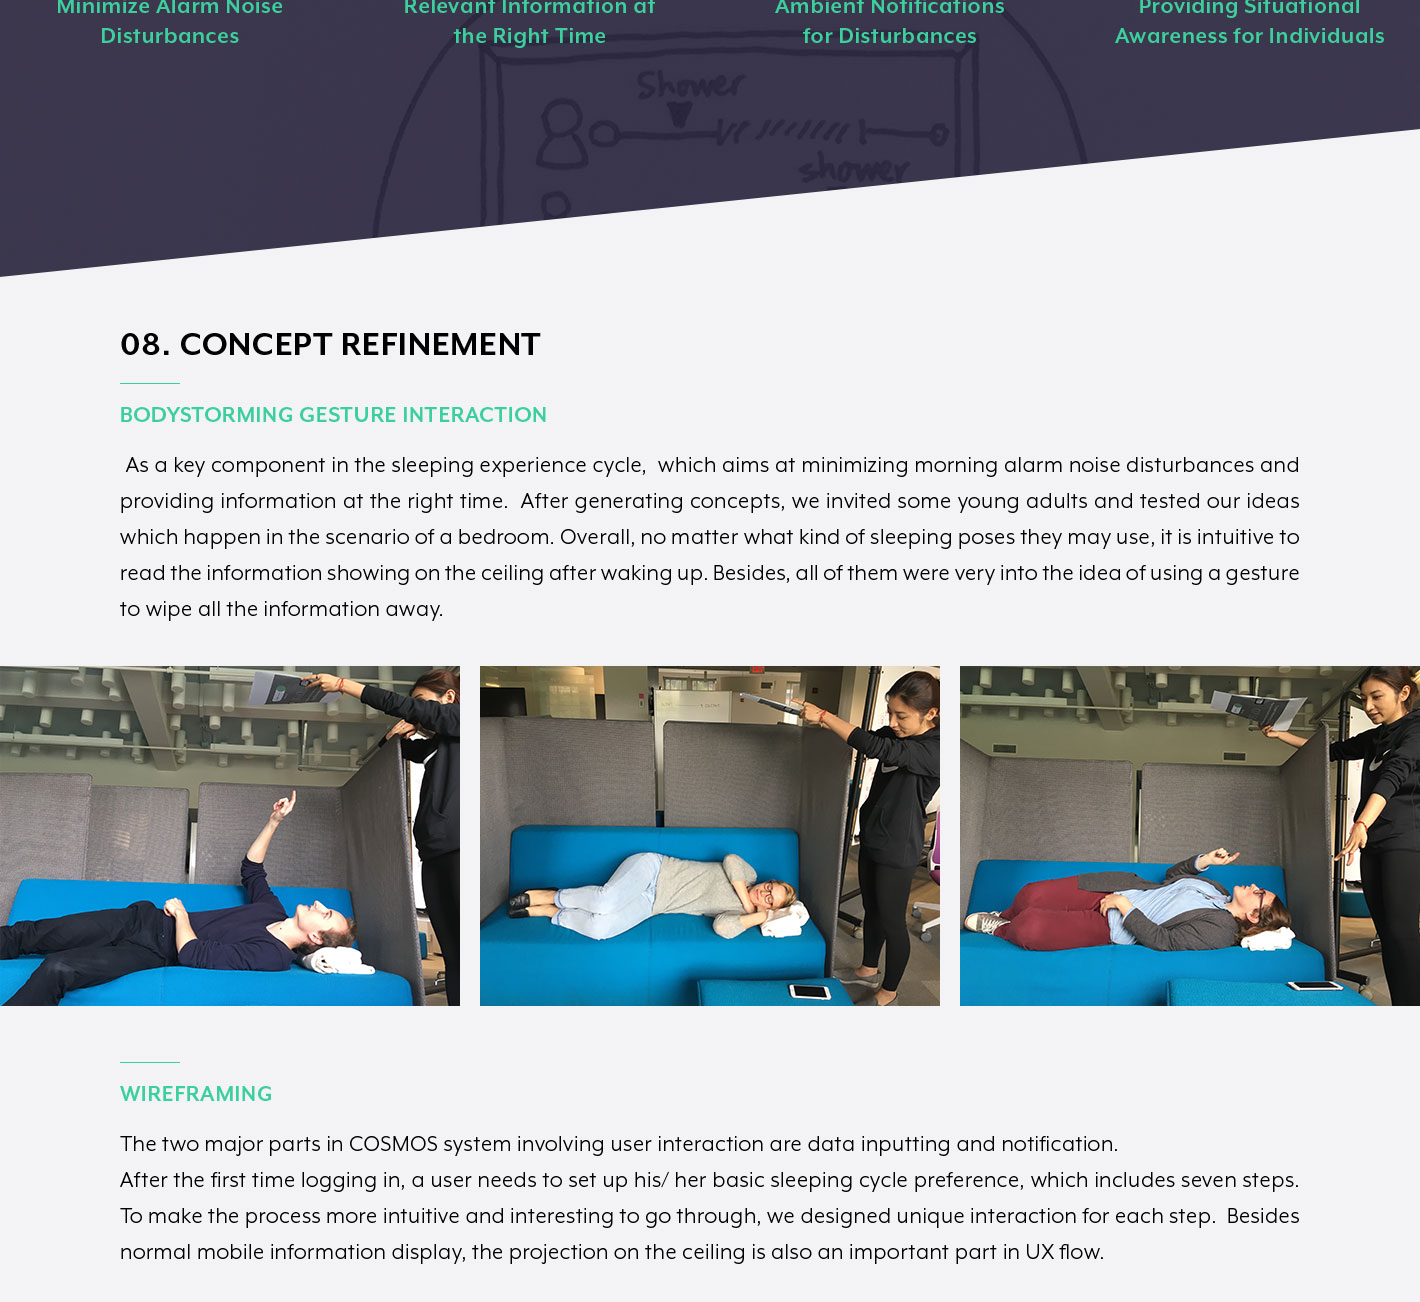 Minimize Alarm Noise
Disturbances
Relevant Information at
the Right Time
Ambient Notifications
for Disturbances
Providing Situational
Awareness for Individuals
Shower
shower
08. CONCEPT REFINEMENT
BODYSTORMING GESTURE INTERACTION
As a key component in the sleeping experience cycle,  which aims at minimizing morning alarm noise disturbances and
providing information at the right time.  After generating concepts, we invited some young adults and tested our ideas
which happen in the scenario of a bedroom. Overall, no matter what kind of sleeping poses they may use, it is intuitive to
read the information showing on the ceiling after waking up. Besides, all of them were very into the idea of using a gesture
to wipe all the information away.
WIREFRAMING
The two major parts in COSMOS system involving user interaction are data inputting and notification.
After the first time logging in, a user needs to set up his/ her basic sleeping cycle preference, which includes seven steps.
To make the process more intuitive and interesting to go through, we designed unique interaction for each step.  Besides
normal mobile information display, the projection on the ceiling is also an important part in UX flow.